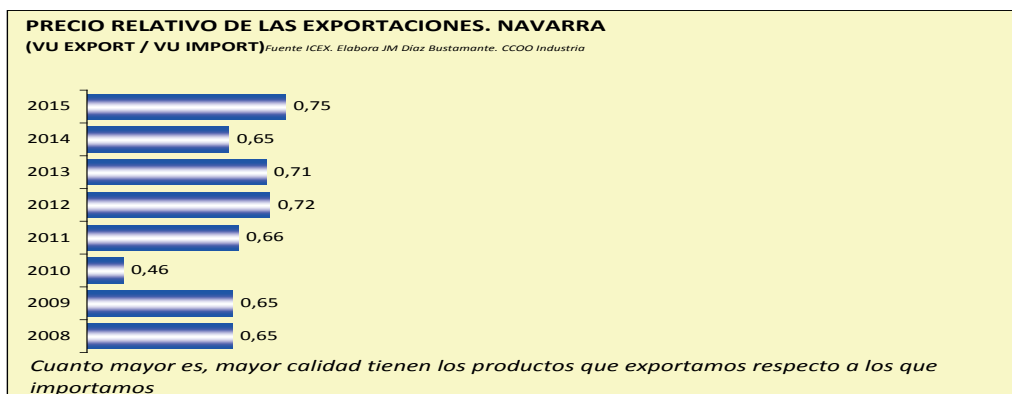 PRECIO RELATIVO DE LAS EXPORTACIONES. NAVARRA
(VU EXPORT / VU IMPORT)Fuente ICEX. Elabora JM Díaz Bustamante. CCOO Industria
2015 0,75
2014 0,65
2013 0,71
2012 0,72
2011 0,66
2010 0,46
2009 0,65
2008 0,65
Cuanto mayor es, mayor calidad tienen los productos que exportamos respecto a los que
importamos